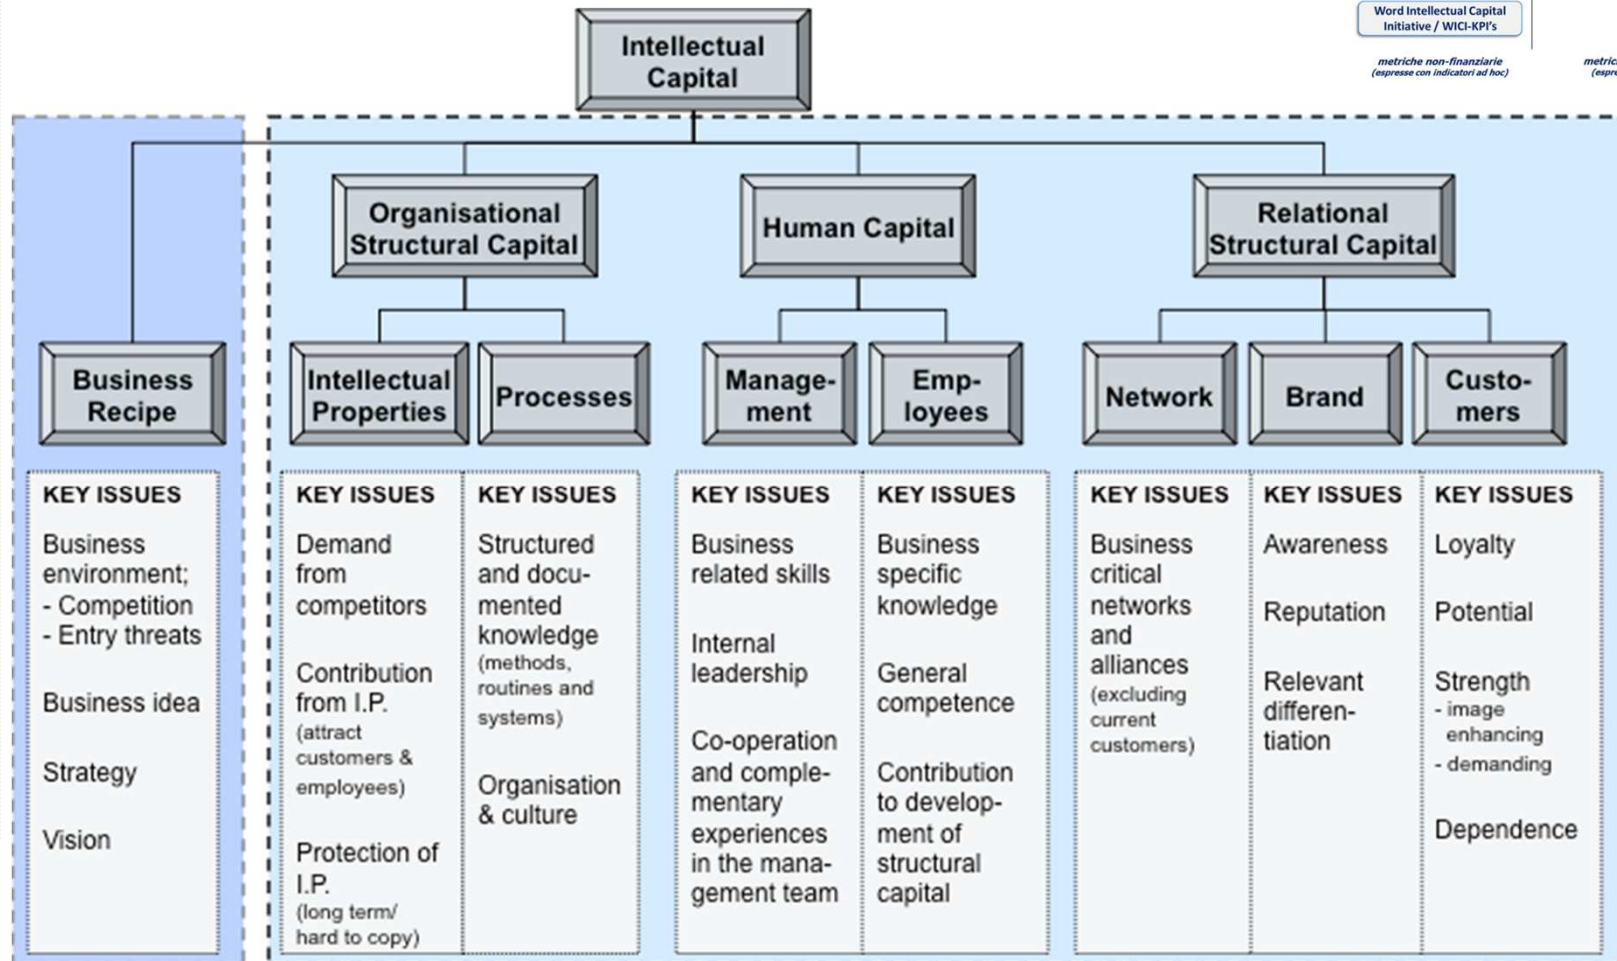 Intellectual
Capital
Word Intellectual Capital
Initiative / WICI-KPI's
metriche non-finanziarie
(espresse con indicatori ad hoc)
Organisational
Structural Capital
Human Capital
Relational
Structural Capital
Business
Recipe
Intellectual
Properties
Processes
Manage-
ment
Emp-
loyees
Network
Brand
Custo-
mers
KEY ISSUES
Business
environment;
- Competition
- Entry threats
Business idea
Strategy
Vision
KEY ISSUES
Demand
from
competitors
Contribution
from I.P.
(attract
customers &
employees)
Protection of
I.P.
(long term/
hard to copy)
KEY ISSUES
Structured
and docu-
mented
knowledge
(methods,
routines and
systems)
Organisation
& culture
KEY ISSUES
Business
related skills
Internal
leadership
Co-operation
and comple-
mentary
experiences
in the mana-
gement team
KEY ISSUES
Business
specific
knowledge
General
competence
Contribution
to develop-
ment of
structural
capital
KEY ISSUES
Business
critical
networks
and
alliances
(excluding
current
customers)
KEY ISSUES
Awareness
Reputation
Relevant
differen-
tiation
KEY ISSUES
Loyalty
Potential
Strength
- image
enhancing
- demanding
Dependence